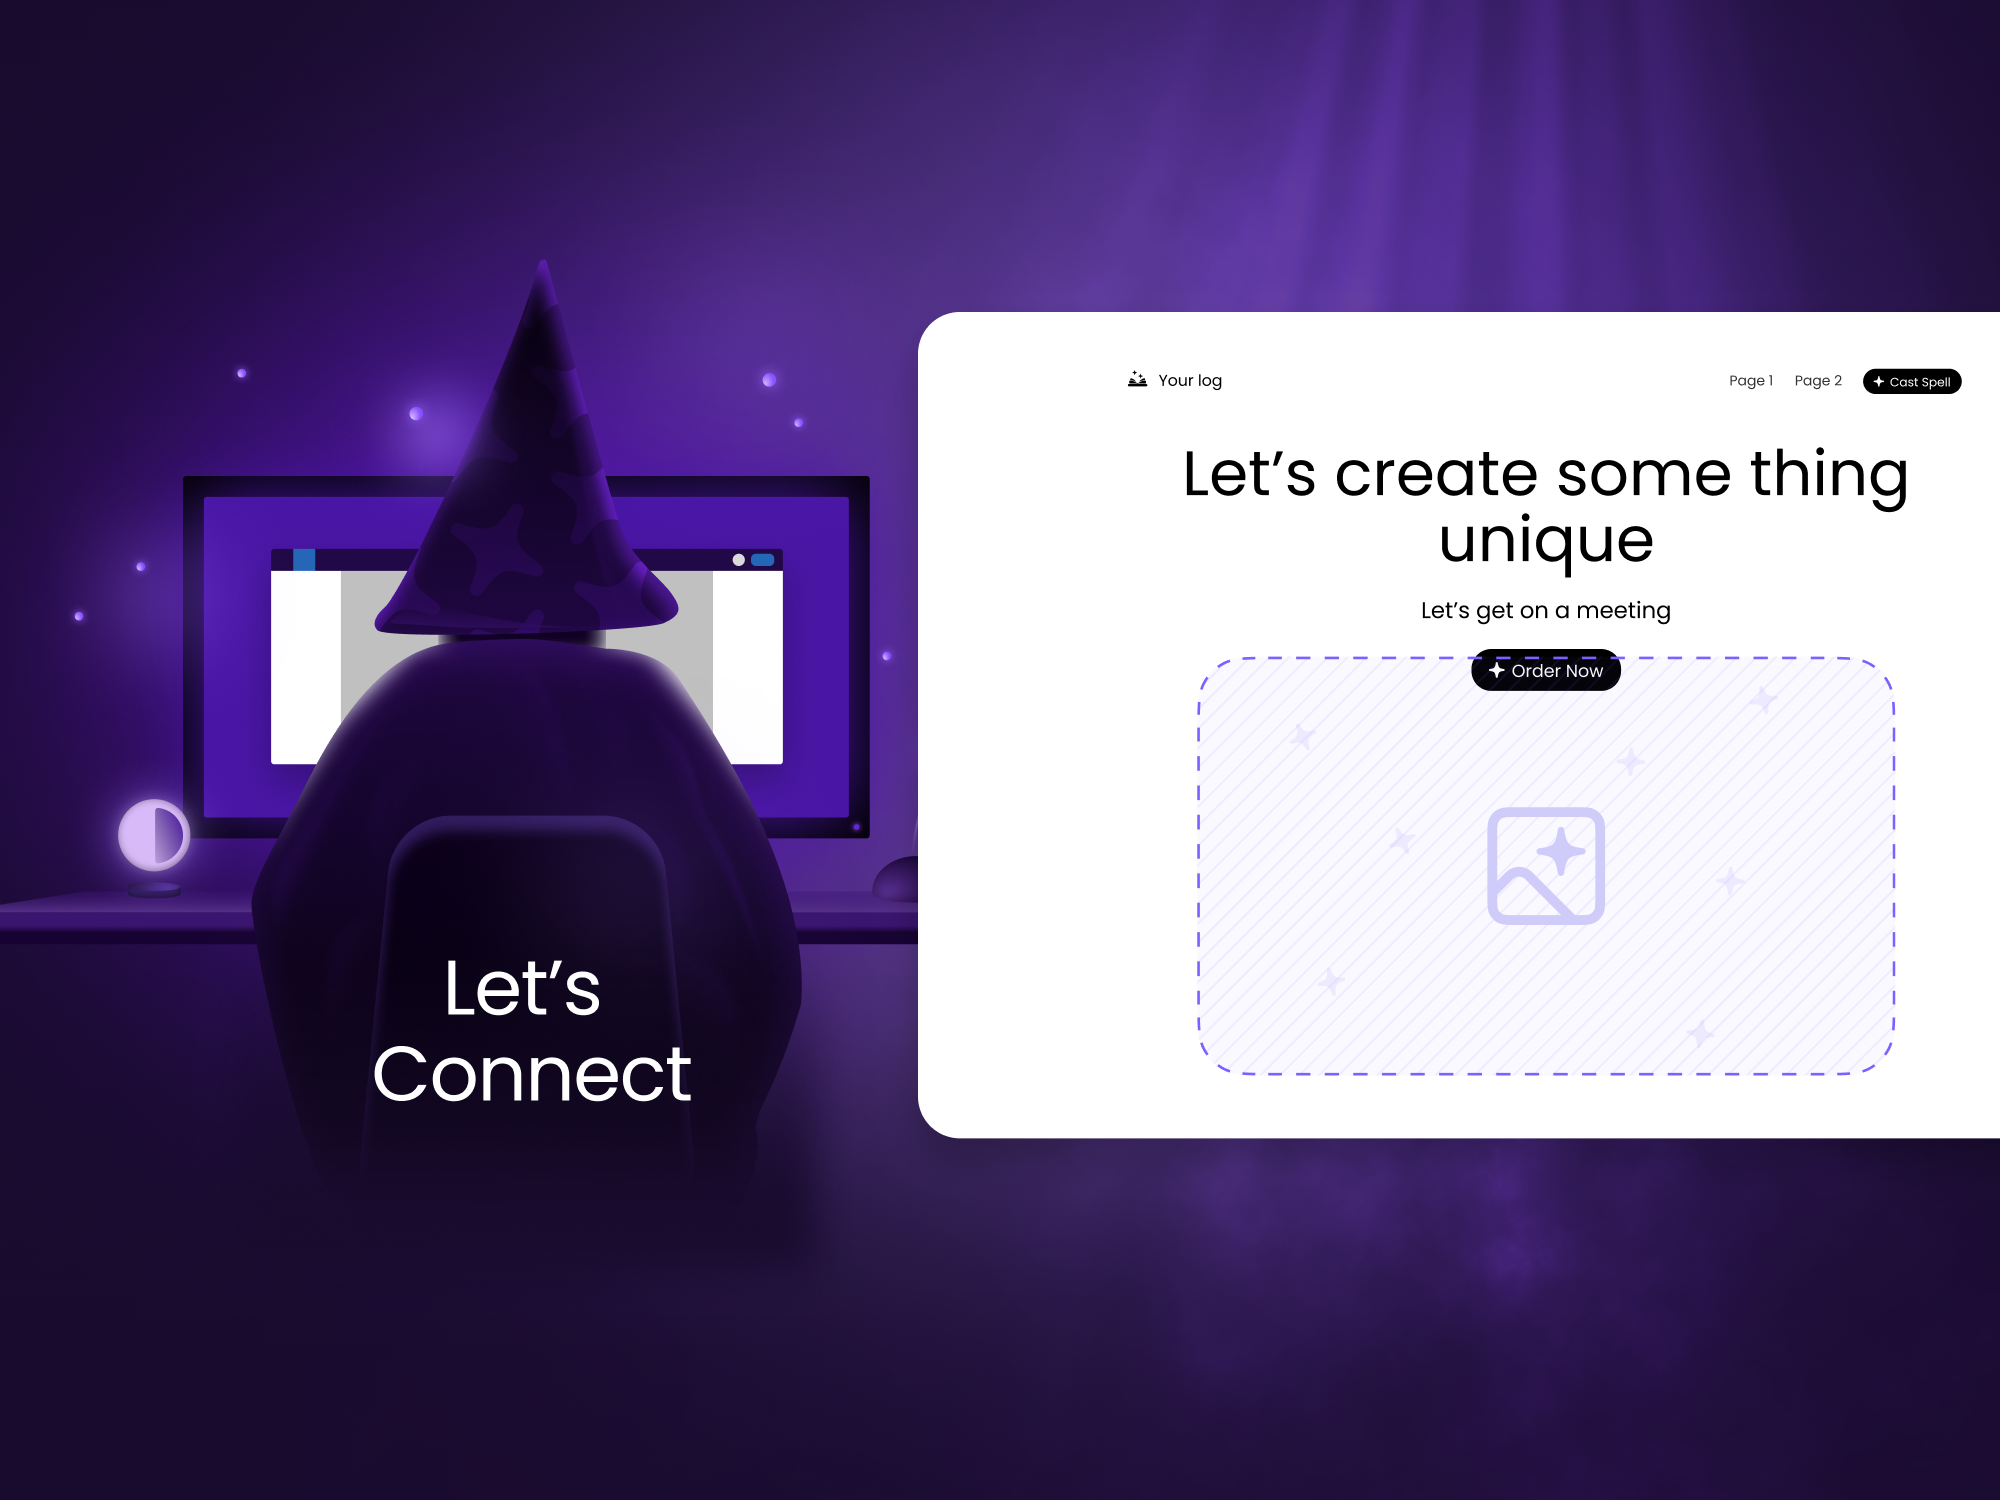 Your log
Page 1
Page 2
Cast Spell
Let’s create some thing
unique
Let’s get on a meeting
Order Now
Let’s
Connect